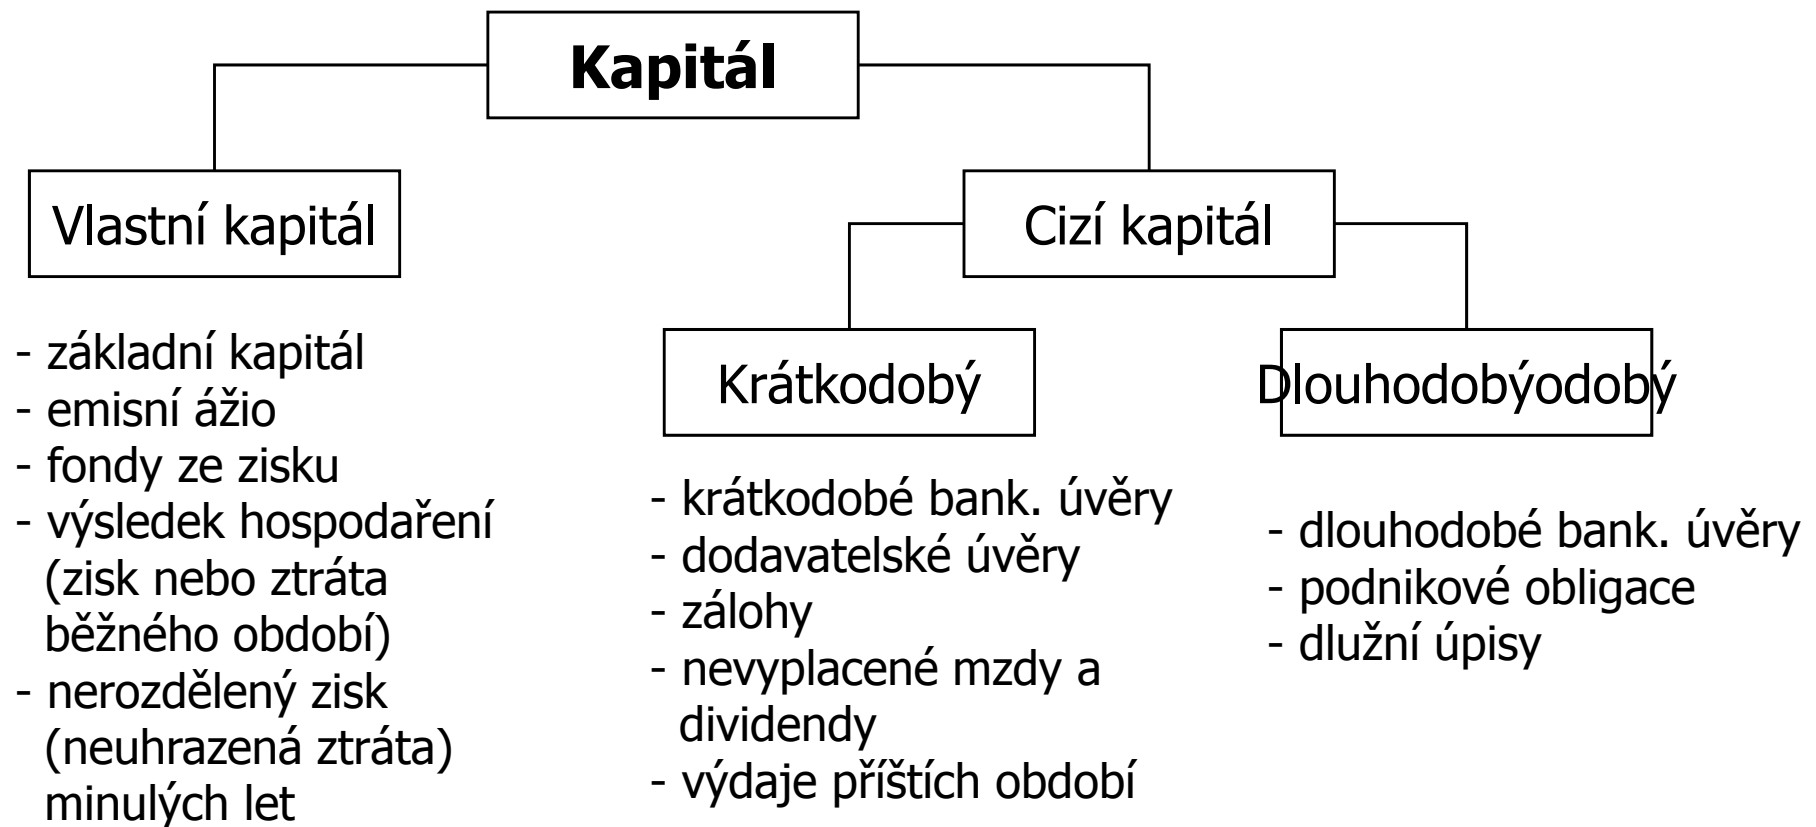 Kapitál
Vlastní kapitál
Cizí kapitál
- základní kapitál
- emisní ážio
- fondy ze zisku
- výsledek hospodaření
(zisk nebo ztráta
běžného období)
- nerozdělený zisk
(neuhrazená ztráta)
minulých let
Krátkodobý
- krátkodobé bank. úvěry
- dodavatelské úvěry
- zálohy
- nevyplacené mzdy a
dividendy
- výdaje příštích období
Dlouhodobýodobý
- dlouhodobé bank. úvěry
- podnikové obligace
- dlužní úpisy